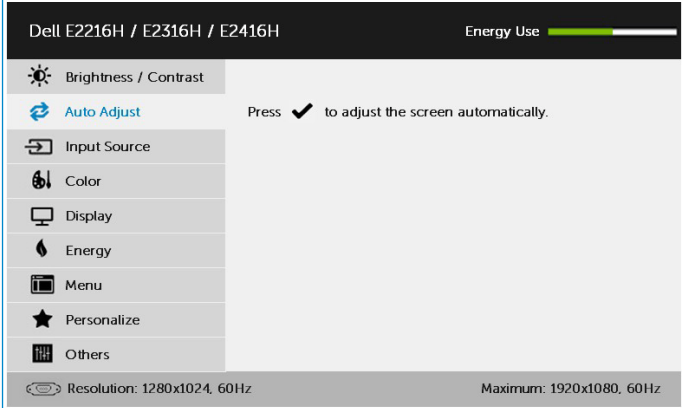 Dell E2216H / E2316H / E2416H Energy Use
Brightness / Contrast
Auto Adjust
Press to adjust the screen automatically.
Input Source
Color
Display
Energy
Menu
Personalize
Others
Resolution: 1280x1024, 60Hz Maximum: 1920x1080, 60Hz